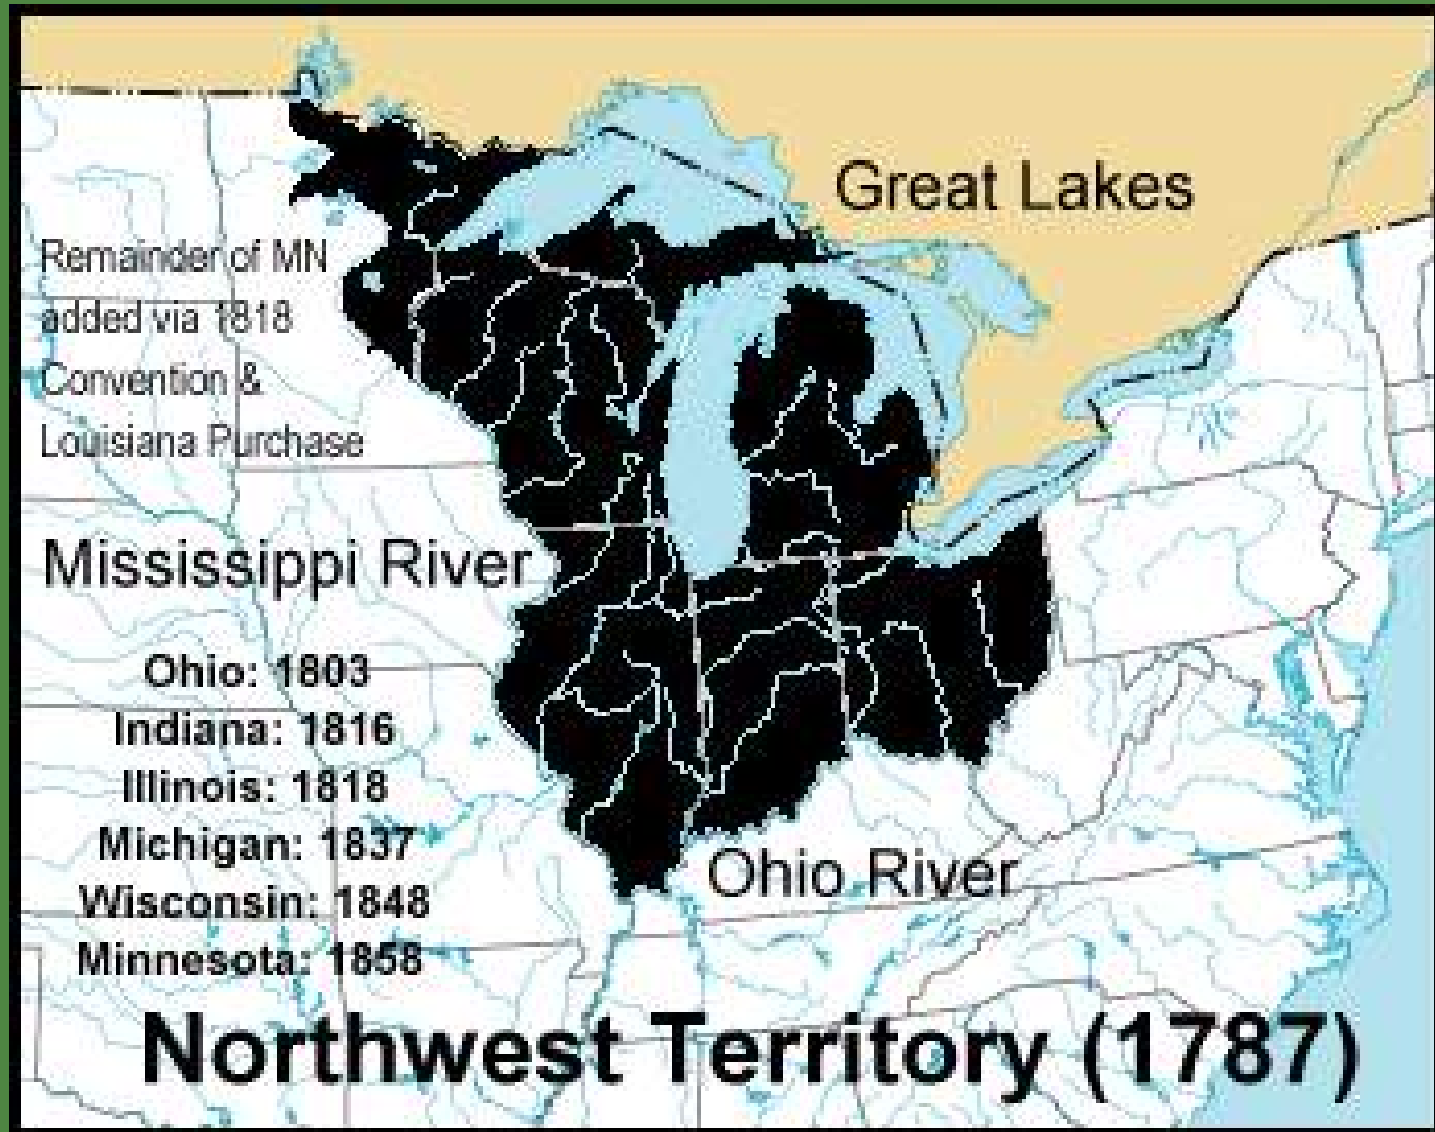 Great Lakes
Remainder of MN
added via 1818
Convention &
Louisiana Purchase
Mississippi River
Ohio: 1803
Indiana: 1816
Illinois: 1818
Michigan: 1837
Wisconsin: 1848
Minnesota: 1858
Ohio River
Northwest Territory (1787)